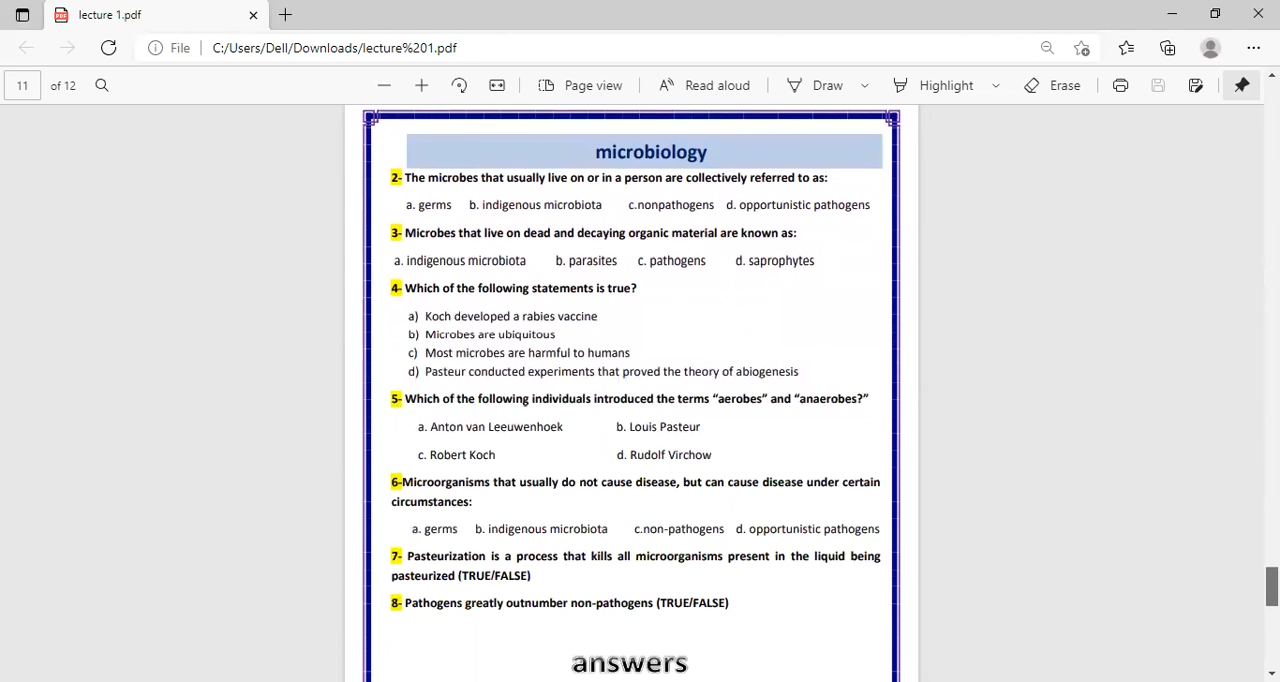 lecture 1.pdf
File C:/Users/Dell/Downloads/lecture%201.pdf
11 of 12 Page view Read aloud Draw Highlight Erase
microbiology
2- The microbes that usually live on or in a person are collectively referred to as:
a. germs b. indigenous microbiota c.nonpathogens d. opportunistic pathogens
3- Microbes that live on dead and decaying organic material are known as:
a. indigenous microbiota b. parasites c. pathogens d. saprophytes
4- Which of the following statements is true?
a) Koch developed a rabies vaccine
b) Microbes are ubiquitous
c) Most microbes are harmful to humans
d) Pasteur conducted experiments that proved the theory of abiogenesis
5- Which of the following individuals introduced the terms “aerobes” and “anaerobes?”
a. Anton van Leeuwenhoek b. Louis Pasteur
c. Robert Koch d. Rudolf Virchow
6-Microorganisms that usually do not cause disease, but can cause disease under certain
circumstances:
a. germs b. indigenous microbiota c.non-pathogens d. opportunistic pathogens
7- Pasteurization is a process that kills all microorganisms present in the liquid being
pasteurized (TRUE/FALSE)
8- Pathogens greatly outnumber non-pathogens (TRUE/FALSE)
answers